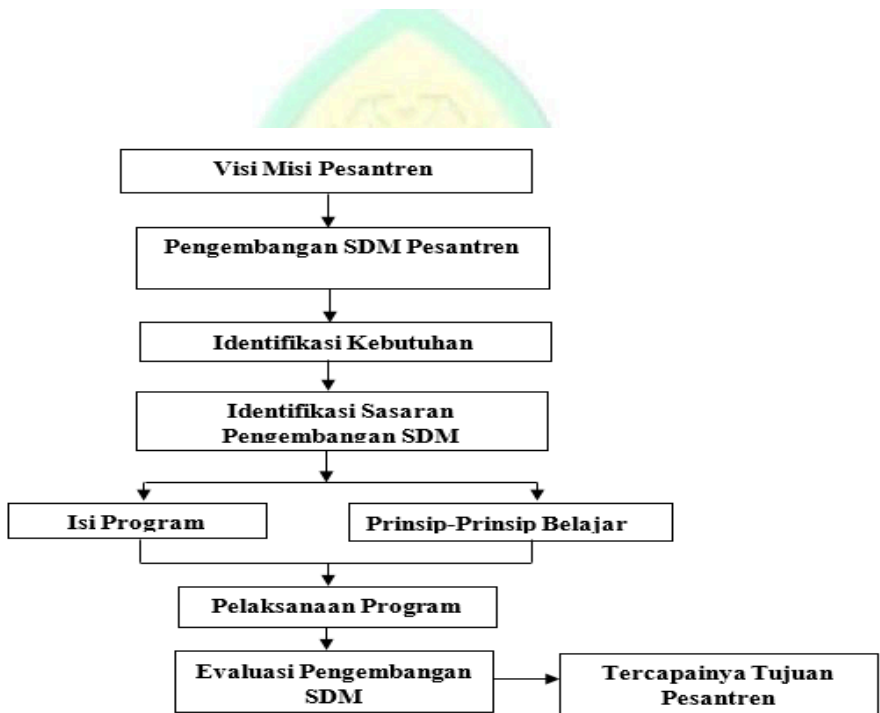 Visi Misi Pesantren
Pengembangan SDM Pesantren
Identifikasi Kebutuhan
Identifikasi Sasaran
Pengembangan SDM
Isi Program
Prinsip-Prinsip Belajar
Pelaksanaan Program
Evaluasi Pengembangan
SDM
Tercapainya Tujuan
Pesantren